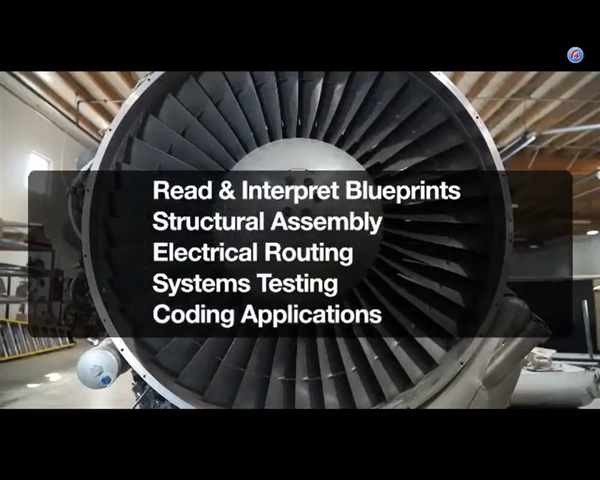 Read & Interpret Blueprints
Structural Assembly
Electrical Routing
Systems Testing
Coding Applications